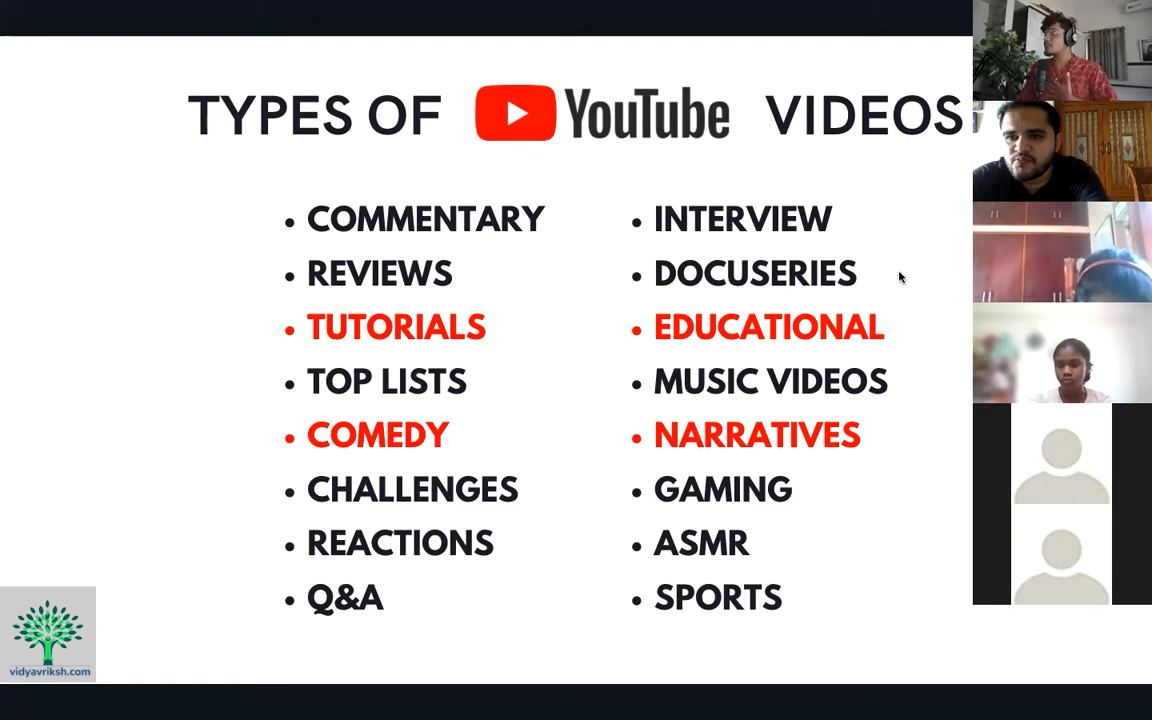 TYPES OF YouTube VIDEOS
• COMMENTARY
• REVIEWS
• TUTORIALS
• TOP LISTS
• COMEDY
• CHALLENGES
• REACTIONS
• Q&A
• INTERVIEW
• DOCUSERIES
• EDUCATIONAL
• MUSIC VIDEOS
• NARRATIVES
• GAMING
• ASMR
• SPORTS
vidyavriksh.com